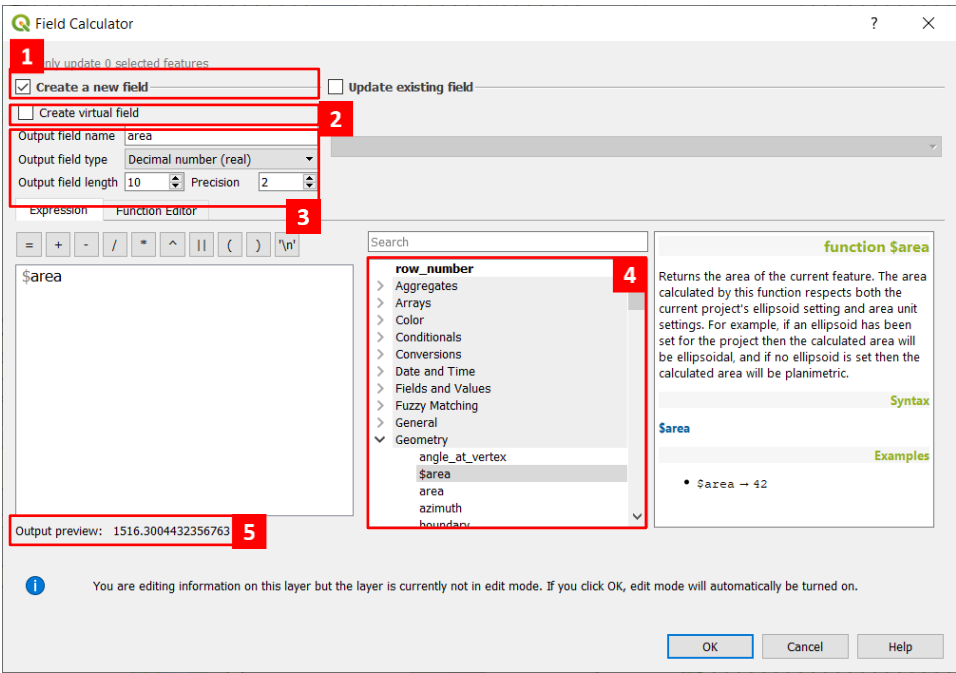 Field Calculator
? ×
1
only update 0 selected features
Create a new field
Update existing field
Create virtual field
2
Output field name area
Output field type Decimal number (real)
Output field length 10 Precision 2
Expression Function Editor
3
= + - / * ^ || ( ) '\n'
$area
Search
4
row_number
Aggregates
Arrays
Color
Conditionals
Conversions
Date and Time
Fields and Values
Fuzzy Matching
General
Geometry
angle_at_vertex
$area
area
azimuth
boundary
function $area
Returns the area of the current feature. The area
calculated by this function respects both the
current project's ellipsoid setting and area unit
settings. For example, if an ellipsoid has been
set for the project then the calculated area will
be ellipsoidal, and if no ellipsoid is set then the
calculated area will be planimetric.
Syntax
$area
Examples
• $area → 42
Output preview: 1516.3004432356763
5
You are editing information on this layer but the layer is currently not in edit mode. If you click OK, edit mode will automatically be turned on.
OK Cancel Help